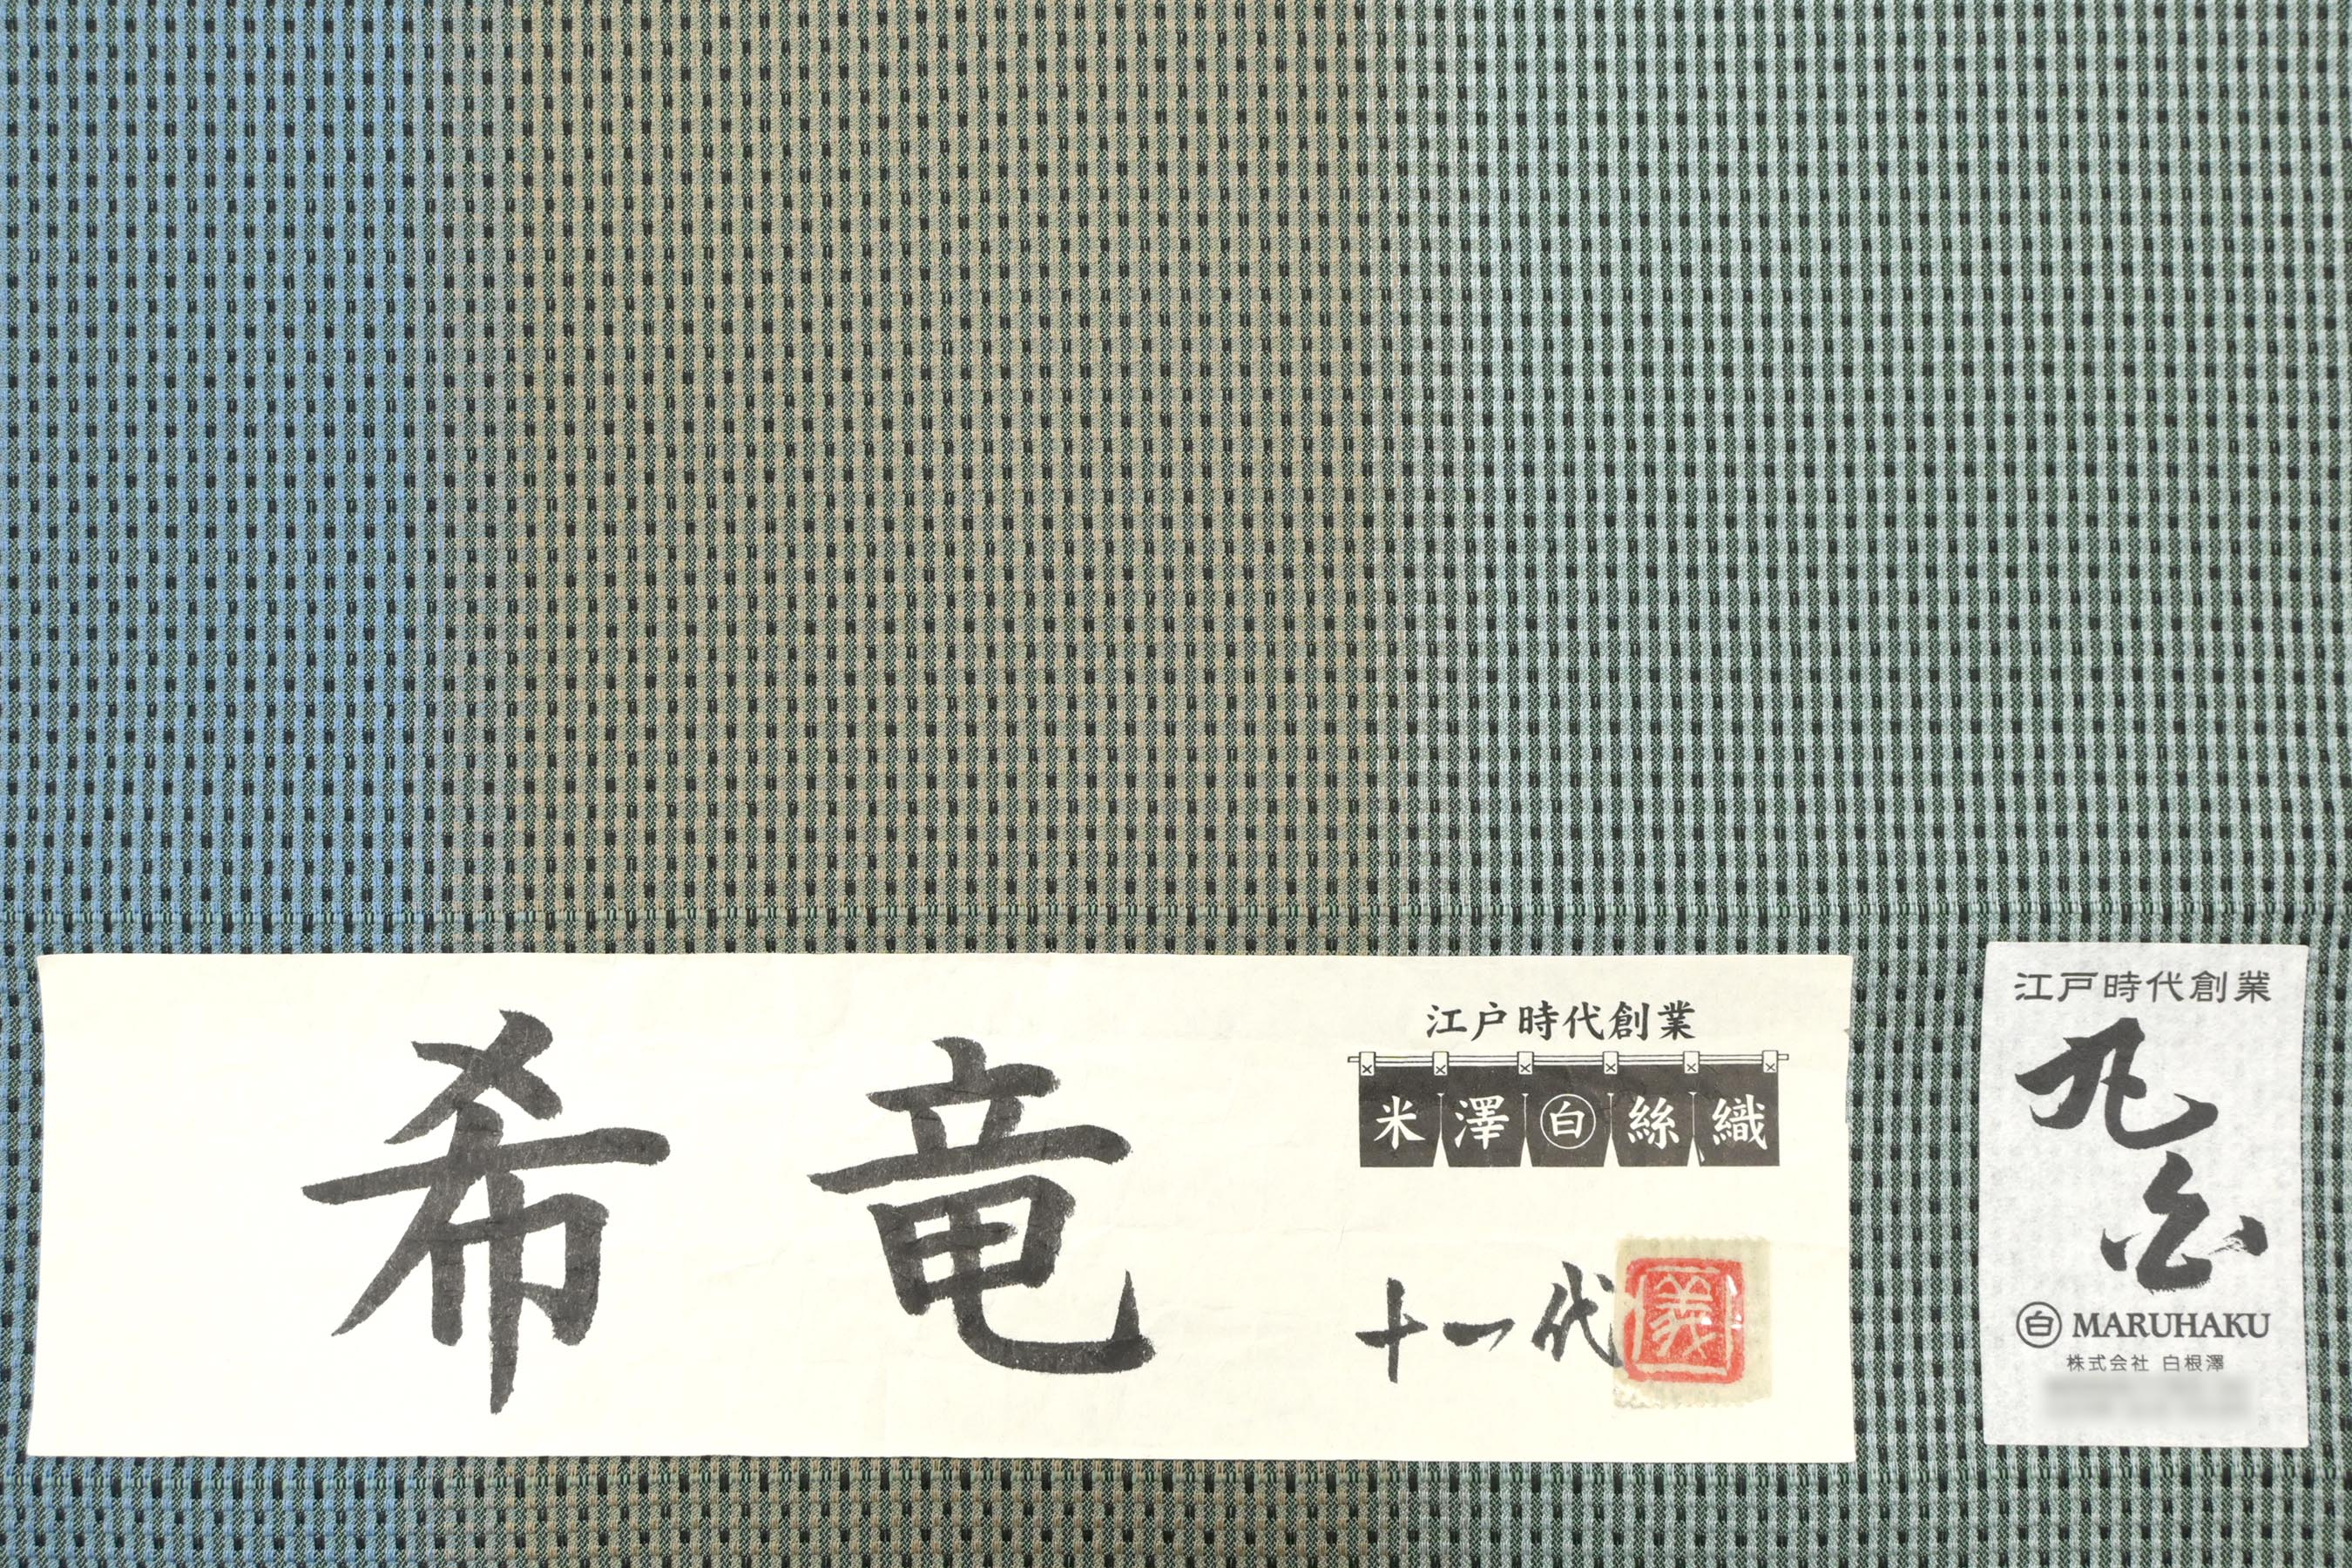 希竜
江戸時代創業
米澤白絲織
十一代
義
江戸時代創業
丸白
白 MARUHAKU
株式会社 白根澤